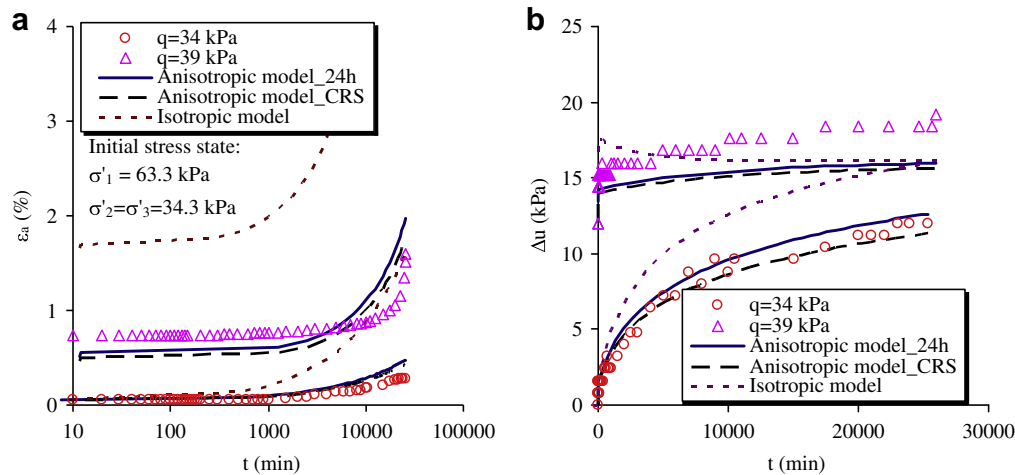 a
4
3
2
1
0
ε_a (%)
q=34 kPa
q=39 kPa
Anisotropic model_24h
Anisotropic model_CRS
Isotropic model
Initial stress state:
σ'₁ = 63.3 kPa
σ'₂=σ'₃=34.3 kPa
10 100 1000 10000 100000
t (min)
b
25
20
15
10
5
0
Δu (kPa)
q=34 kPa
q=39 kPa
Anisotropic model_24h
Anisotropic model_CRS
Isotropic model
0 10000 20000 30000
t (min)